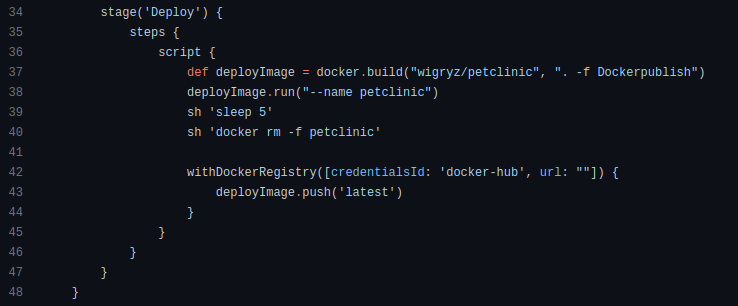 34          stage('Deploy') {
35              steps {
36                  script {
37                      def deployImage = docker.build("wigryz/petclinic", ". -f Dockerpublish")
38                      deployImage.run("--name petclinic")
39                      sh 'sleep 5'
40                      sh 'docker rm -f petclinic'
41
42                      withDockerRegistry([credentialsId: 'docker-hub', url: ""]) {
43                          deployImage.push('latest')
44                      }
45                  }
46              }
47          }
48      }